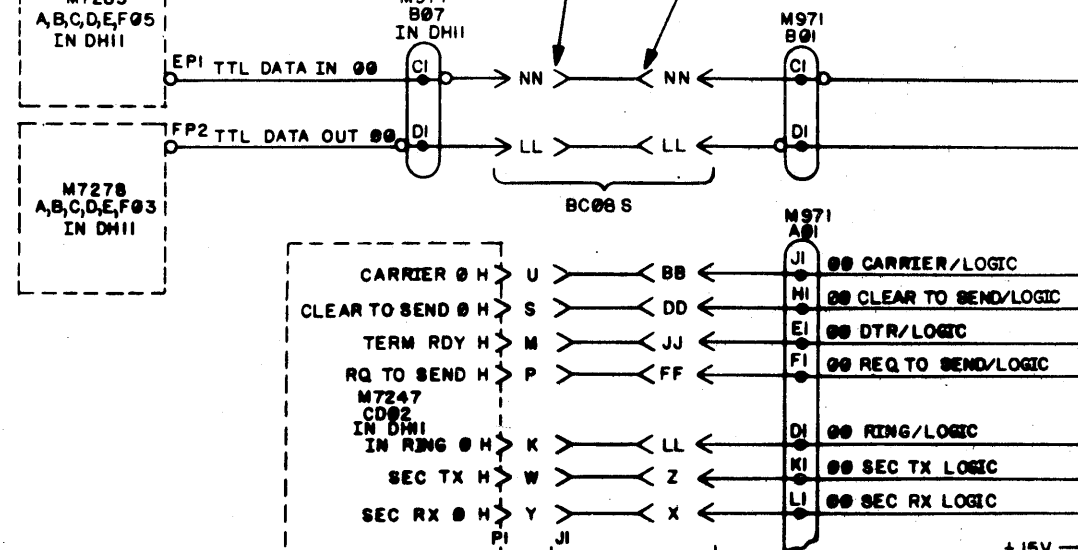 A,B,C,D,E,F05
IN DH11
B07
IN DH11
M971
B01
EP1 TTL DATA IN 00
C1
NN
NN
C1
FP2 TTL DATA OUT 00
D1
LL
LL
D1
M7278
A,B,C,D,E,F03
IN DH11
BC08S
M971
A01
CARRIER 0 H
U
BB
J1
00 CARRIER/LOGIC
CLEAR TO SEND 0 H
S
DD
H1
00 CLEAR TO SEND/LOGIC
TERM RDY H
M
JJ
E1
00 DTR/LOGIC
RQ TO SEND H
P
FF
F1
00 REQ TO SEND/LOGIC
M7247
CD02
IN DH11
IN RING 0 H
K
LL
D1
00 RING/LOGIC
SEC TX H
W
Z
K1
00 SEC TX LOGIC
SEC RX 0 H
Y
X
L1
00 SEC RX LOGIC
P1
J1
+15V